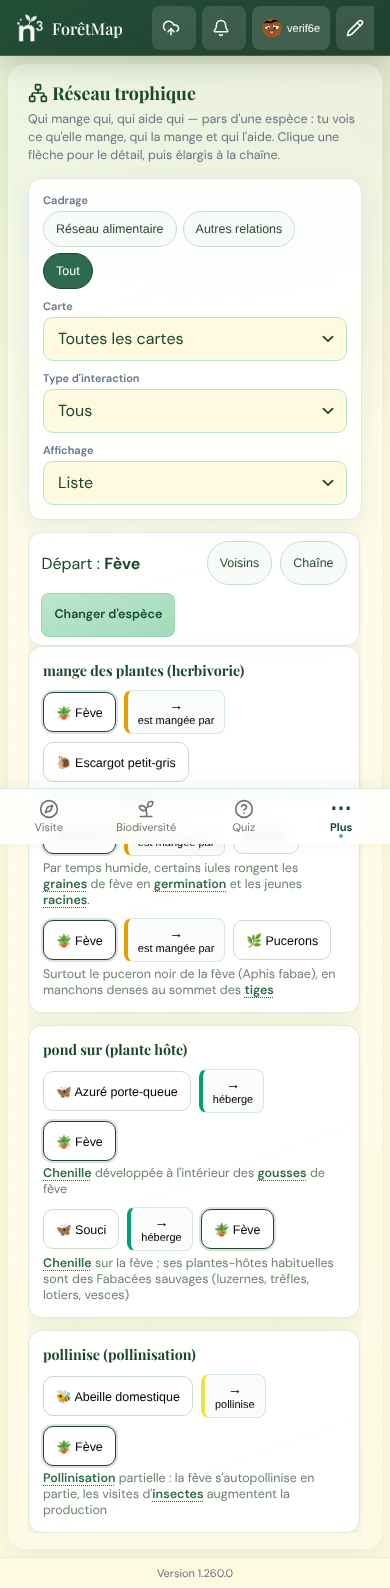 ForêtMap
verif6e
Réseau trophique
Qui mange qui, qui aide qui — pars d'une espèce : tu vois
ce qu'elle mange, qui la mange et qui l'aide. Clique une
flèche pour le détail, puis élargis à la chaîne.
Cadrage
Réseau alimentaire
Autres relations
Tout
Carte
Toutes les cartes
Type d'interaction
Tous
Affichage
Liste
Départ : Fève
Voisins
Chaîne
Changer d'espèce
mange des plantes (herbivorie)
Fève
→
est mangée par
Escargot petit-gris
Visite
Biodiversité
Quiz
Plus
est mangée par
Par temps humide, certains iules rongent les
graines de fève en germination et les jeunes
racines.
Fève
→
est mangée par
Pucerons
Surtout le puceron noir de la fève (Aphis fabae), en
manchons denses au sommet des tiges
pond sur (plante hôte)
Azuré porte-queue
→
héberge
Fève
Chenille développée à l'intérieur des gousses de
fève
Souci
→
héberge
Fève
Chenille sur la fève ; ses plantes-hôtes habituelles
sont des Fabacées sauvages (luzernes, trèfles,
lotiers, vesces)
pollinise (pollinisation)
Abeille domestique
→
pollinise
Fève
Pollinisation partielle : la fève s'autopollinise en
partie, les visites d'insectes augmentent la
production
Version 1.260.0